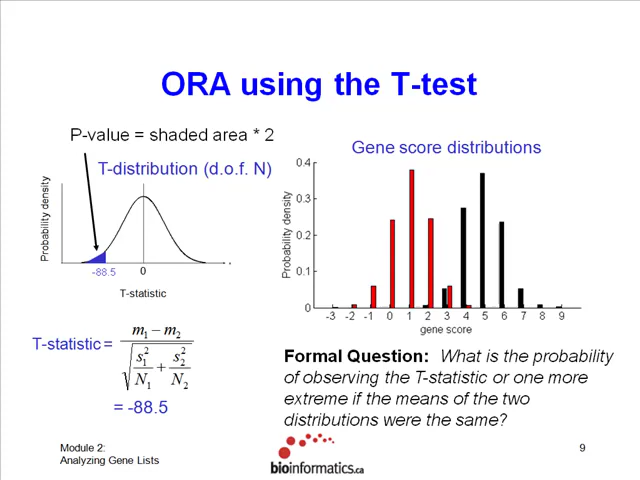 ORA using the T-test
P-value = shaded area * 2
T-distribution (d.o.f. N)
Probability density
-88.5
0
T-statistic
T-statistic =
m1 − m2
s1^2
N1
+
s2^2
N2
= -88.5
Gene score distributions
Probability density
0.4
0.3
0.2
0.1
0
-3 -2 -1 0 1 2 3 4 5 6 7 8 9
gene score
Formal Question: What is the probability
of observing the T-statistic or one more
extreme if the means of the two
distributions were the same?
Module 2:
Analyzing Gene Lists
bioinformatics.ca
9